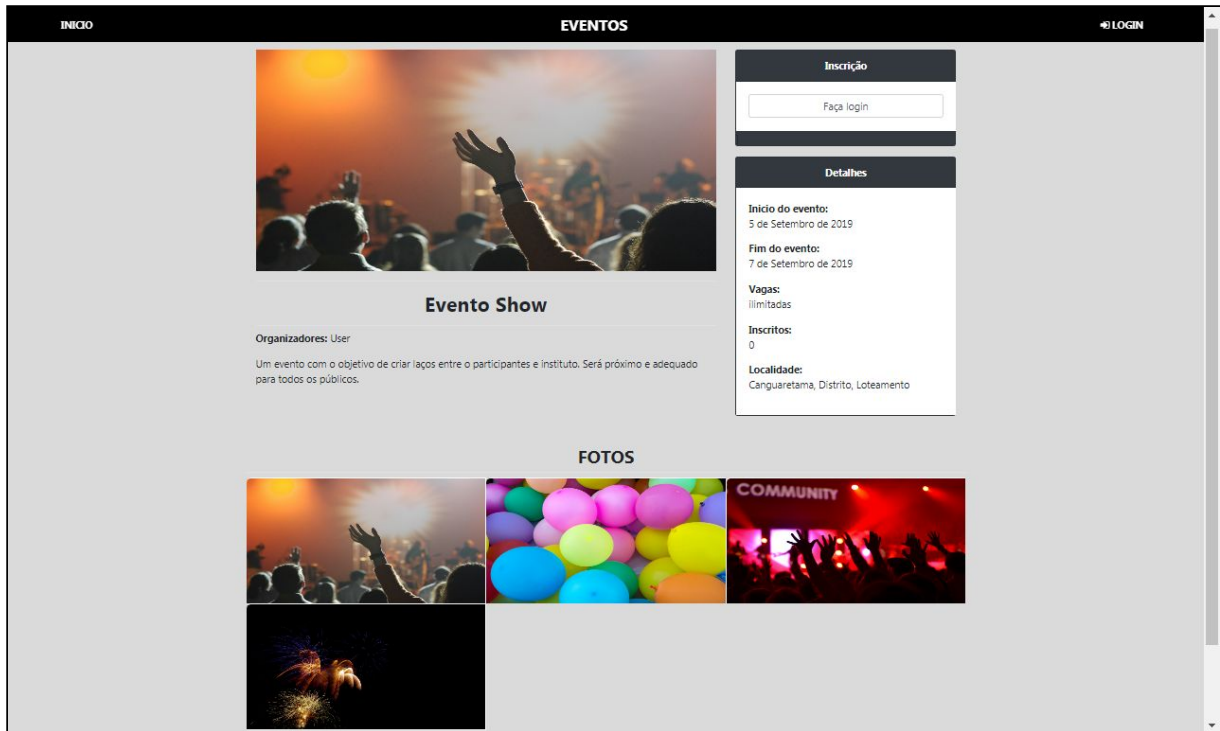 INICIO
EVENTOS
LOGIN
Inscrição
Faça login
Detalhes
Inicio do evento:
5 de Setembro de 2019
Fim do evento:
7 de Setembro de 2019
Vagas:
ilimitadas
Inscritos:
0
Localidade:
Canguaretama, Distrito, Loteamento
Evento Show
Organizadores: User
Um evento com o objetivo de criar laços entre o participantes e instituto. Será próximo e adequado
para todos os públicos.
FOTOS
COMMUNITY